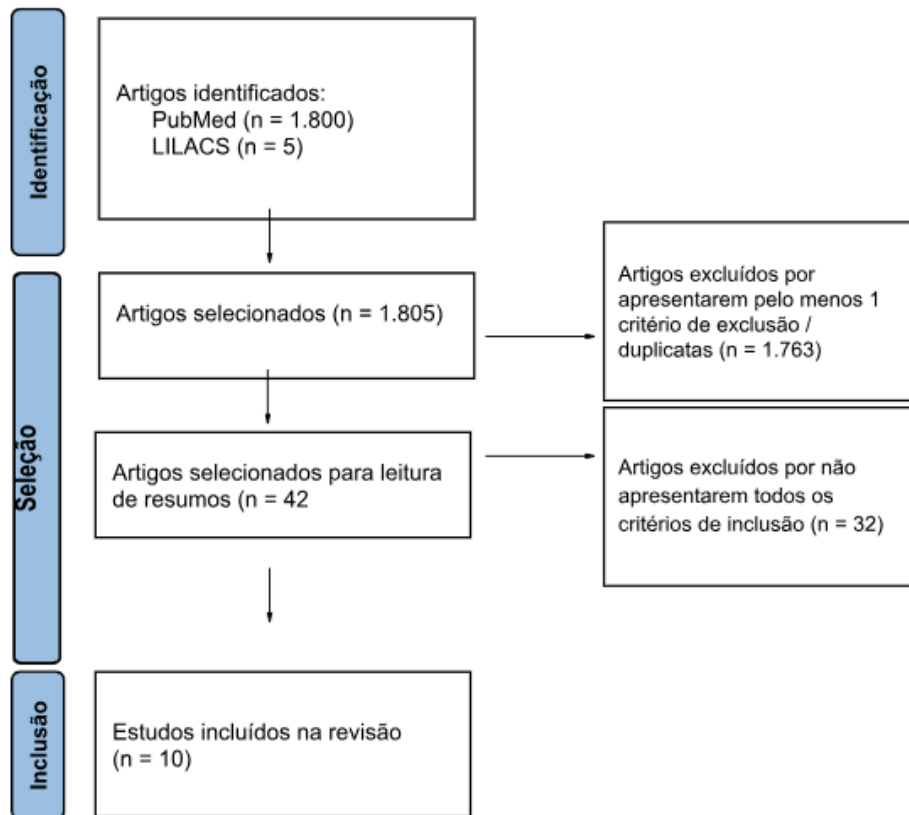 Identificação
Artigos identificados:
PubMed (n = 1.800)
LILACS (n = 5)
Seleção
Artigos selecionados (n = 1.805)
Artigos excluídos por
apresentarem pelo menos 1
critério de exclusão /
duplicatas (n = 1.763)
Artigos selecionados para leitura
de resumos (n = 42
Artigos excluídos por não
apresentarem todos os
critérios de inclusão (n = 32)
Inclusão
Estudos incluídos na revisão
(n = 10)